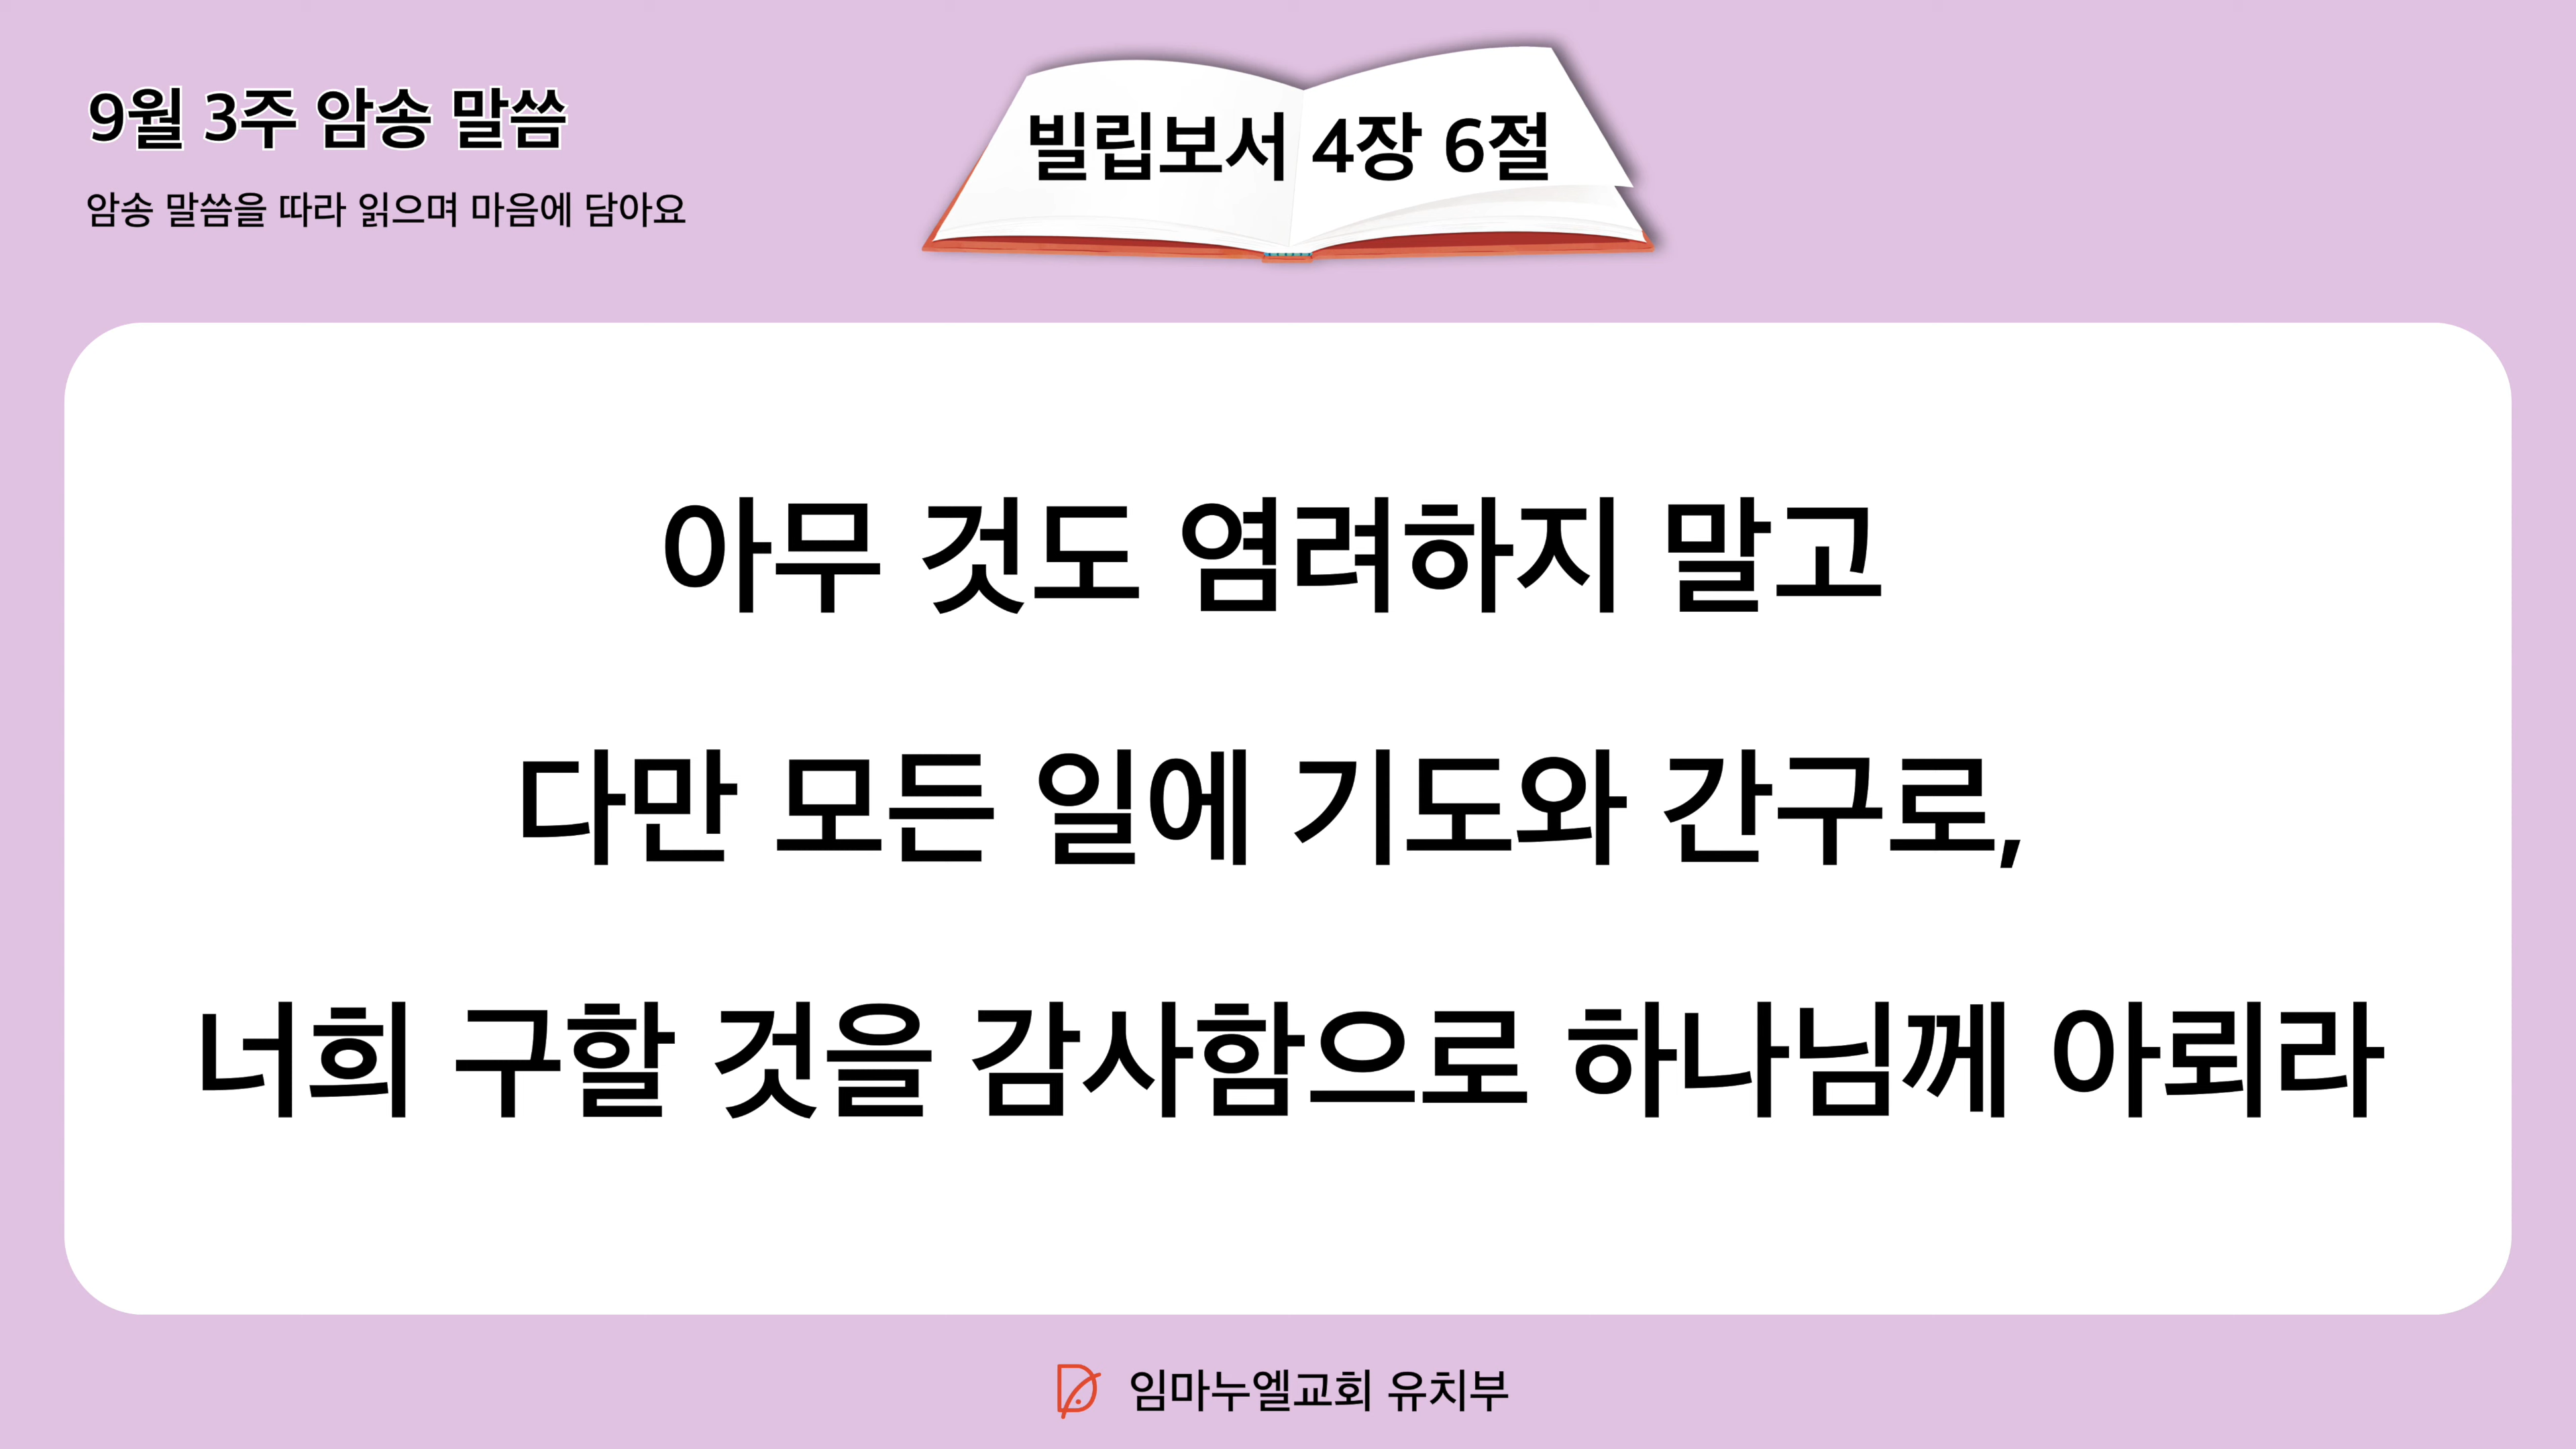 9월 3주 암송 말씀
암송 말씀을 따라 읽으며 마음에 담아요
빌립보서 4장 6절
아무 것도 염려하지 말고
다만 모든 일에 기도와 간구로,
너희 구할 것을 감사함으로 하나님께 아뢰라
임마누엘교회 유치부